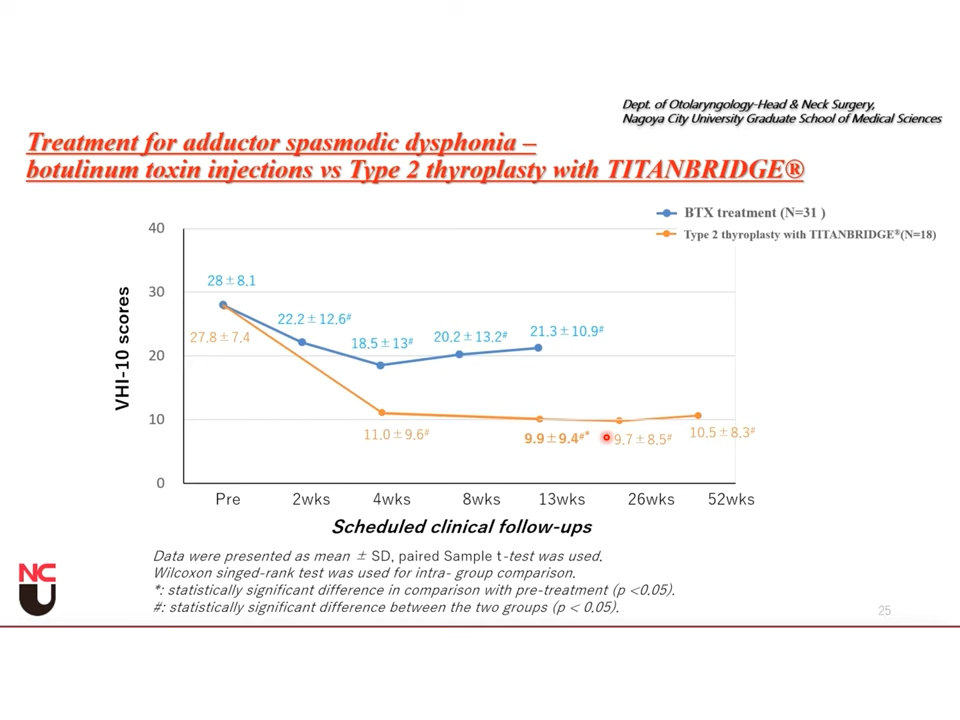 Dept. of Otolaryngology-Head & Neck Surgery,
Nagoya City University Graduate School of Medical Sciences
Treatment for adductor spasmodic dysphonia –
botulinum toxin injections vs Type 2 thyroplasty with TITANBRIDGE®
BTX treatment (N=31 )
Type 2 thyroplasty with TITANBRIDGE®(N=18)
40
30
20
10
0
VHI-10 scores
28±8.1
22.2±12.6#
18.5±13#
20.2±13.2#
21.3±10.9#
27.8±7.4
11.0±9.6#
9.9±9.4#*
9.7±8.5#
10.5±8.3#
Pre 2wks 4wks 8wks 13wks 26wks 52wks
Scheduled clinical follow-ups
Data were presented as mean ± SD, paired Sample t-test was used.
Wilcoxon singed-rank test was used for intra- group comparison.
*: statistically significant difference in comparison with pre-treatment (p <0.05).
#: statistically significant difference between the two groups (p < 0.05).
NCU
25